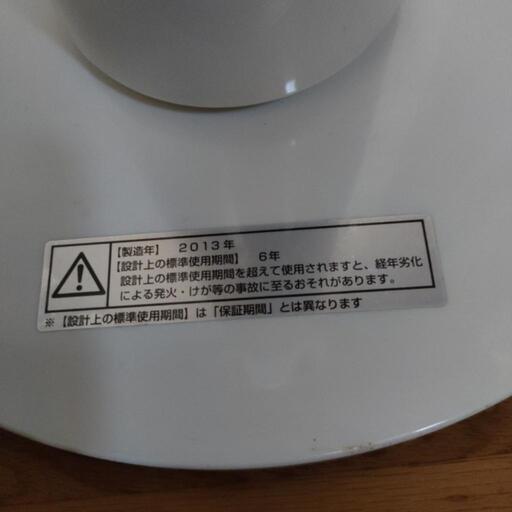 【製造年】 2013年
【設計上の標準使用期間】 6年
設計上の標準使用期間を超えて使用されますと、経年劣化
による発火・けが等の事故に至るおそれがあります。
※【設計上の標準使用期間】は「保証期間」とは異なります